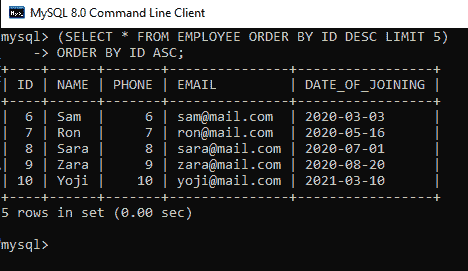 MySQL 8.0 Command Line Client
mysql> (SELECT * FROM EMPLOYEE ORDER BY ID DESC LIMIT 5)
    -> ORDER BY ID ASC;
+----+------+-------+---------------+-----------------+
| ID | NAME | PHONE | EMAIL         | DATE_OF_JOINING |
+----+------+-------+---------------+-----------------+
|  6 | Sam  |     6 | sam@mail.com  | 2020-03-03      |
|  7 | Ron  |     7 | ron@mail.com  | 2020-05-16      |
|  8 | Sara |     8 | sara@mail.com | 2020-07-01      |
|  9 | Zara |     9 | zara@mail.com | 2020-08-20      |
| 10 | Yoji |    10 | yoji@mail.com | 2021-03-10      |
+----+------+-------+---------------+-----------------+
5 rows in set (0.00 sec)
mysql>